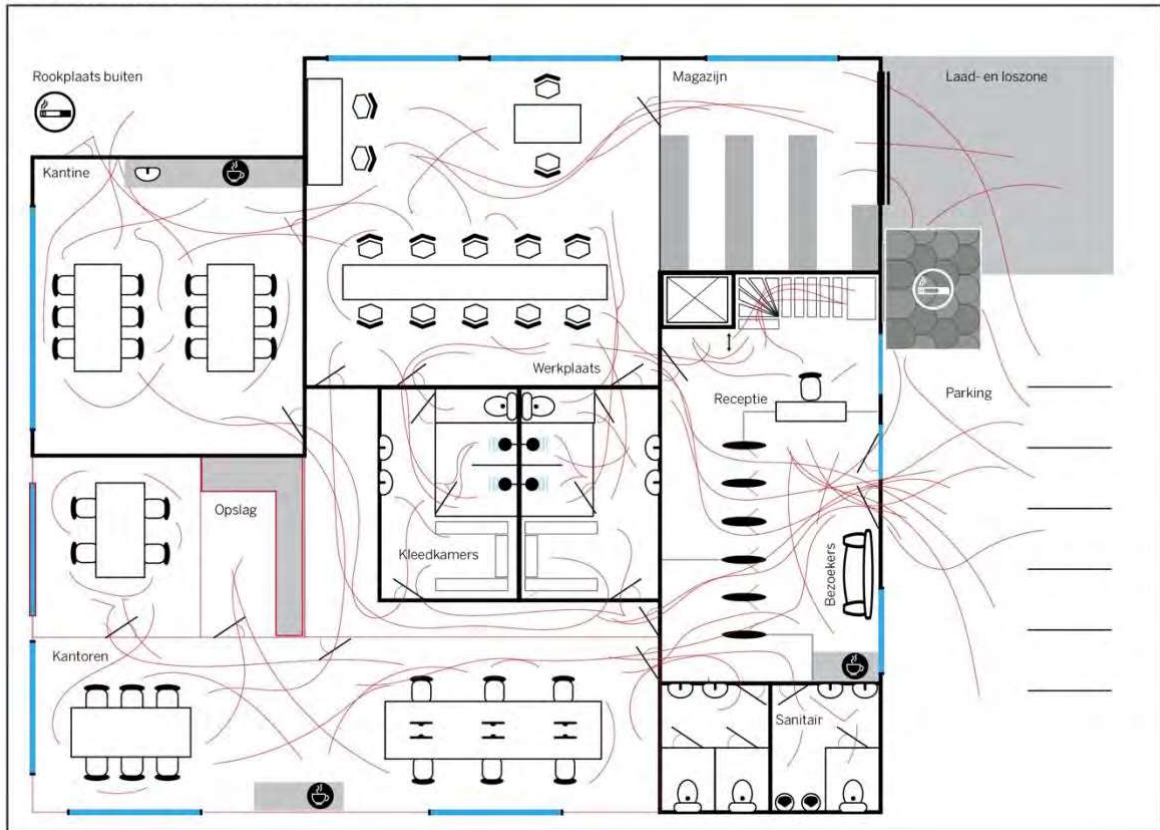 Rookplaats buiten
Magazijn
Laad- en loszone
Kantine
Werkplaats
Receptie
Parking
Opslag
Kleedkamers
Bezoekers
Kantoren
Sanitair